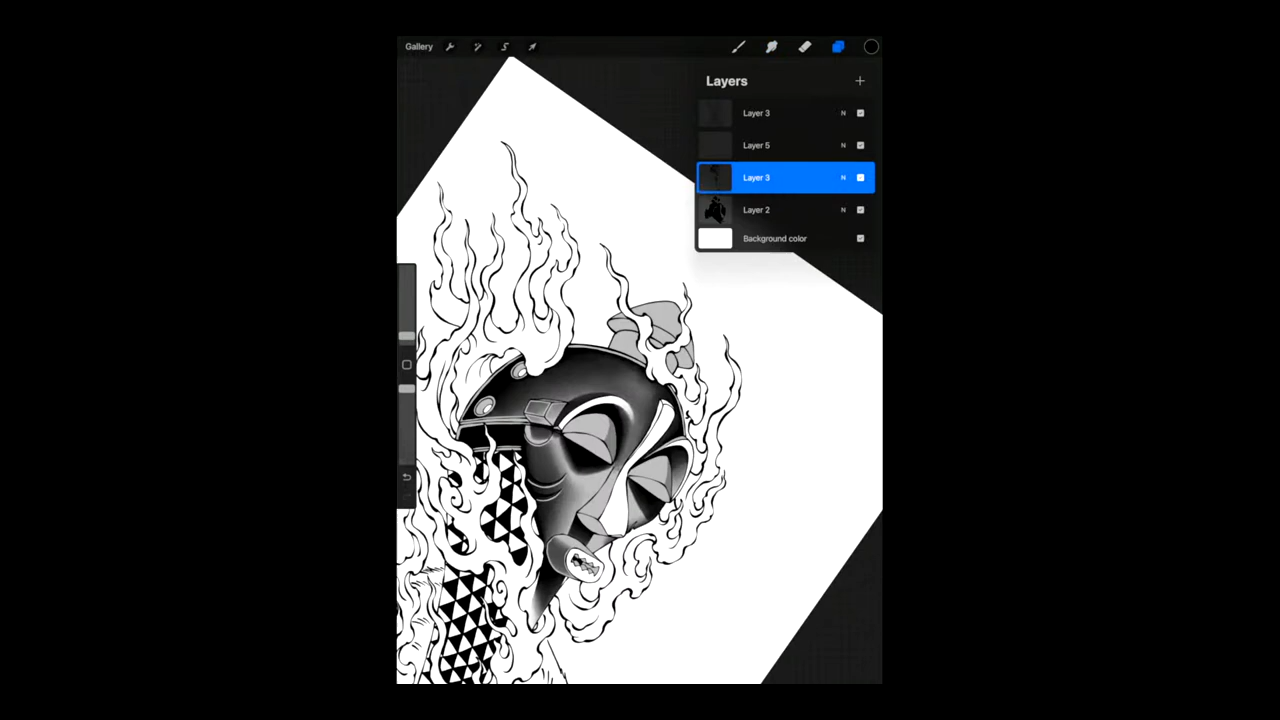 Gallery
Layers
Layer 3 N
Layer 5 N
Layer 3 N
Layer 2 N
Background color